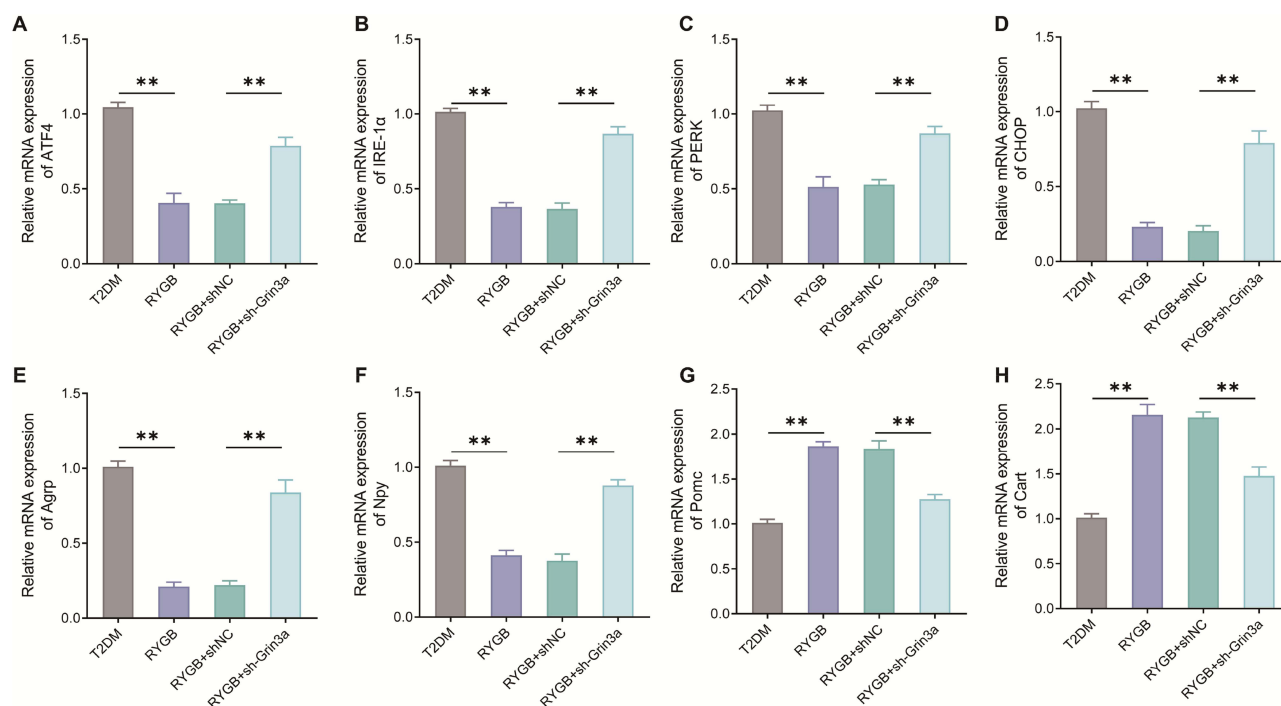 A
Relative mRNA expression
of ATF4
1.5
1.0
0.5
0.0
**
**
T2DM
RYGB
RYGB+shNC
RYGB+sh-Grin3a
B
Relative mRNA expression
of IRE-1α
1.5
1.0
0.5
0.0
**
**
T2DM
RYGB
RYGB+shNC
RYGB+sh-Grin3a
C
Relative mRNA expression
of PERK
1.5
1.0
0.5
0.0
**
**
T2DM
RYGB
RYGB+shNC
RYGB+sh-Grin3a
D
Relative mRNA expression
of CHOP
1.5
1.0
0.5
0.0
**
**
T2DM
RYGB
RYGB+shNC
RYGB+sh-Grin3a
E
Relative mRNA expression
of Agrp
1.5
1.0
0.5
0.0
**
**
T2DM
RYGB
RYGB+shNC
RYGB+sh-Grin3a
F
Relative mRNA expression
of Npy
1.5
1.0
0.5
0.0
**
**
T2DM
RYGB
RYGB+shNC
RYGB+sh-Grin3a
G
Relative mRNA expression
of Pomc
2.5
2.0
1.5
1.0
0.5
0.0
**
**
T2DM
RYGB
RYGB+shNC
RYGB+sh-Grin3a
H
Relative mRNA expression
of Cart
2.5
2.0
1.5
1.0
0.5
0.0
**
**
T2DM
RYGB
RYGB+shNC
RYGB+sh-Grin3a